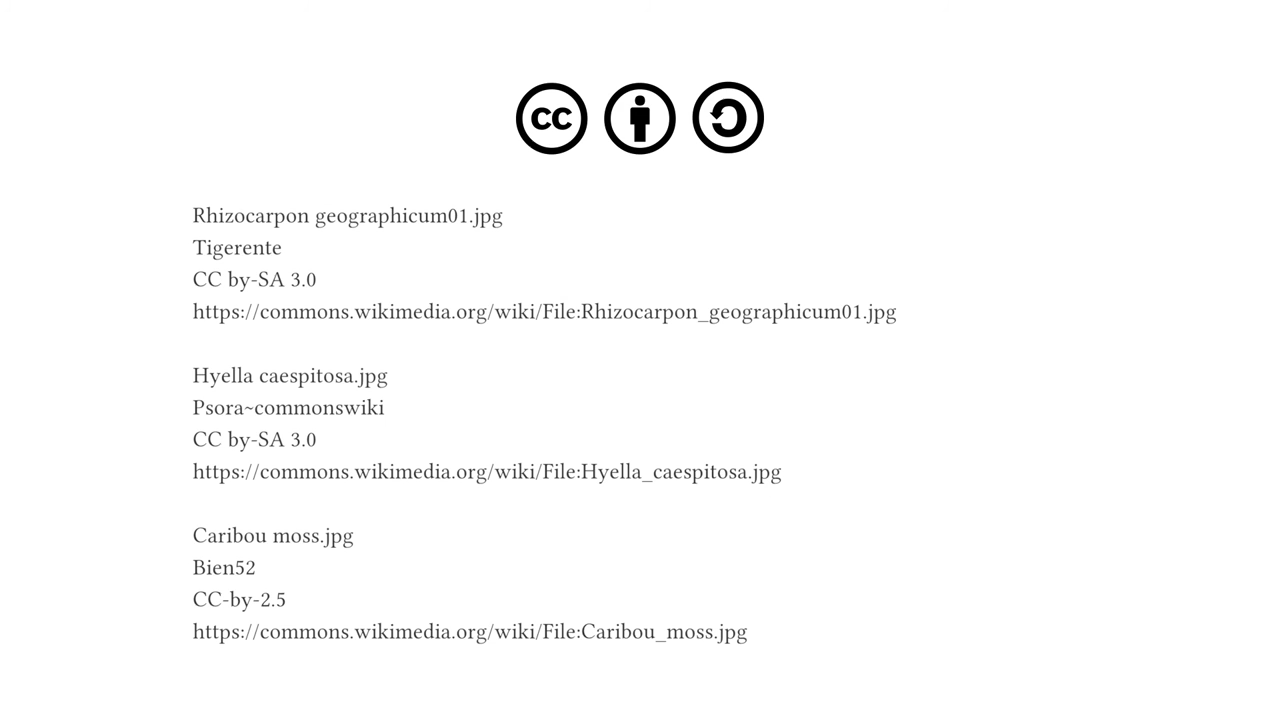 cc
Rhizocarpon geographicum01.jpg
Tigerente
CC by-SA 3.0
https://commons.wikimedia.org/wiki/File:Rhizocarpon_geographicum01.jpg
Hyella caespitosa.jpg
Psora~commonswiki
CC by-SA 3.0
https://commons.wikimedia.org/wiki/File:Hyella_caespitosa.jpg
Caribou moss.jpg
Bien52
CC-by-2.5
https://commons.wikimedia.org/wiki/File:Caribou_moss.jpg